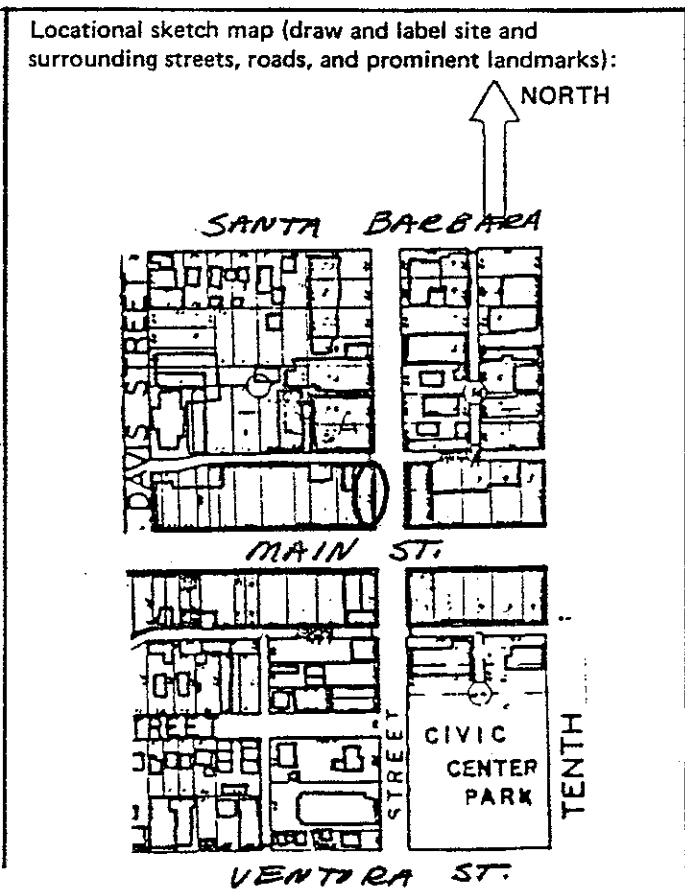 Locational sketch map (draw and label site and
surrounding streets, roads, and prominent landmarks):
NORTH
SANTA BARBARA
DAVIS STREET
MAIN ST.
STREET
CIVIC
CENTER
PARK
TENTH
VENTURA ST.